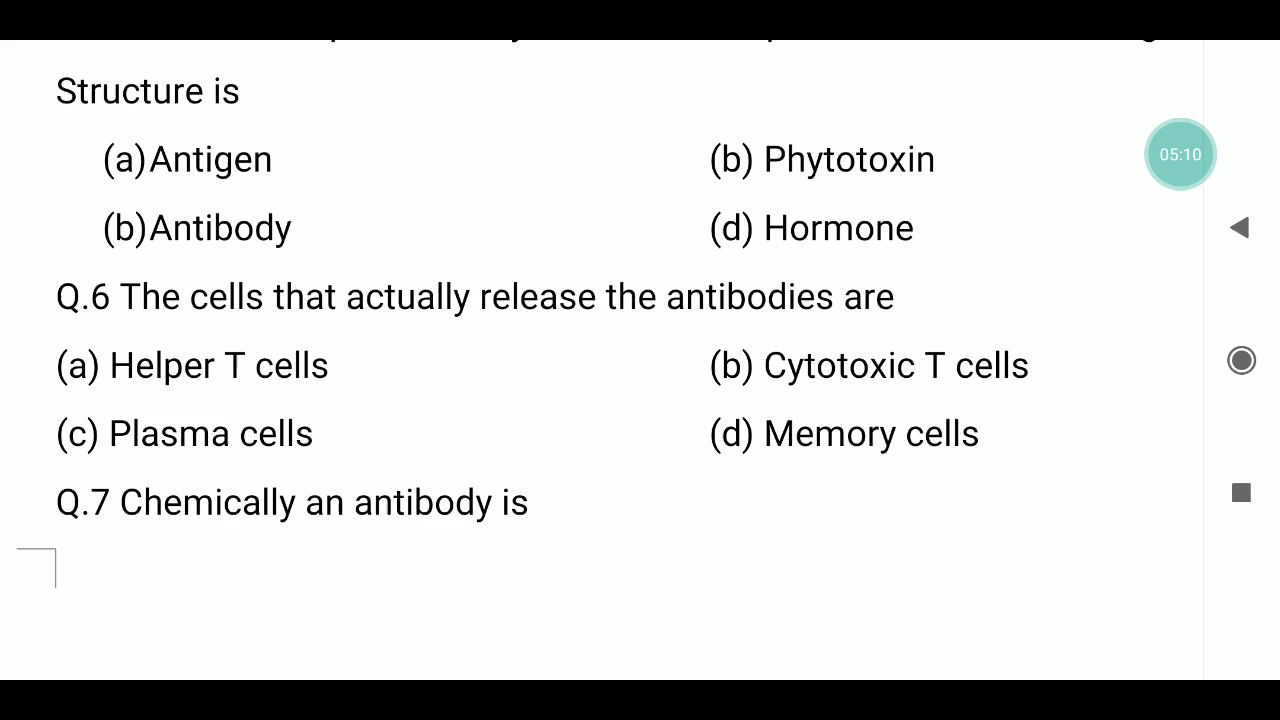 Structure is
(a)Antigen (b) Phytotoxin
(b)Antibody (d) Hormone
Q.6 The cells that actually release the antibodies are
(a) Helper T cells (b) Cytotoxic T cells
(c) Plasma cells (d) Memory cells
Q.7 Chemically an antibody is
05:10